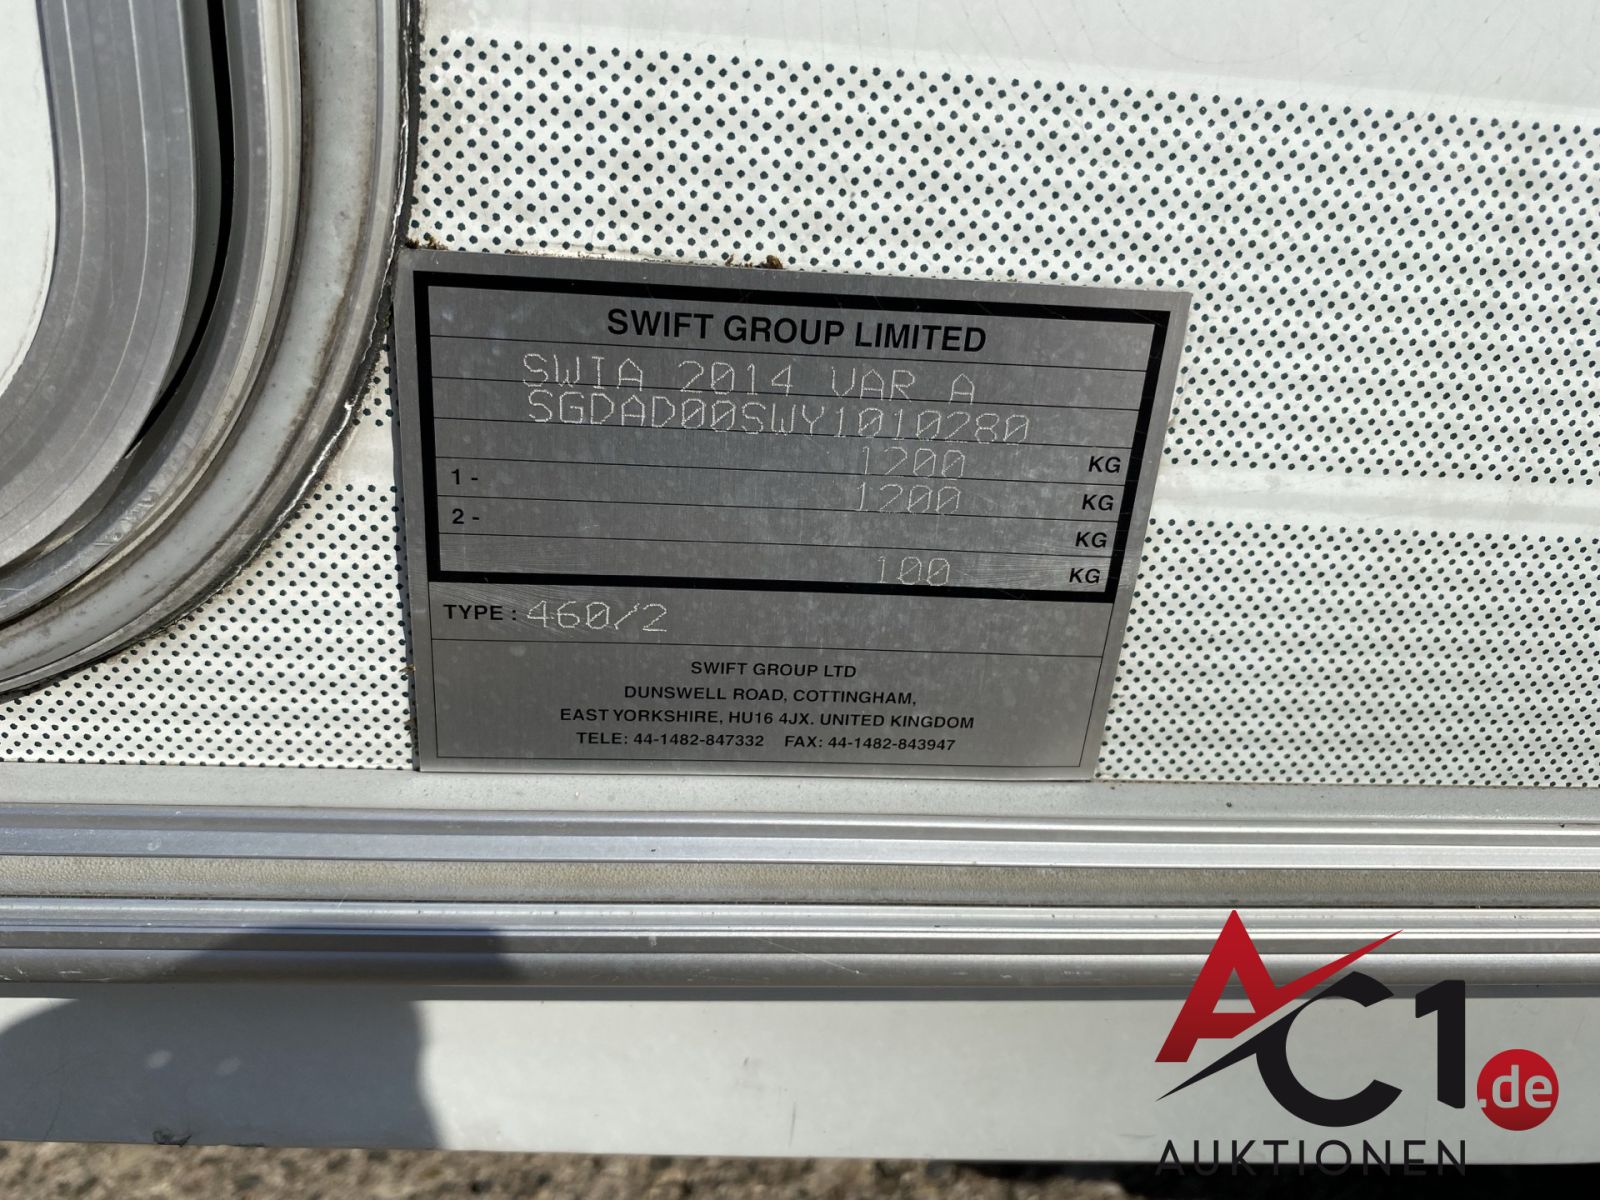 SWIFT GROUP LIMITED
SWIA 2014 VAR A
SGDAD00SWY1010280
1200 KG
1 - 1200 KG
2 - KG
100 KG
TYPE : 460/2
SWIFT GROUP LTD
DUNSWELL ROAD, COTTINGHAM,
EAST YORKSHIRE, HU16 4JX. UNITED KINGDOM
TELE: 44-1482-847332 FAX: 44-1482-843947
AC1.de
AUKTIONEN